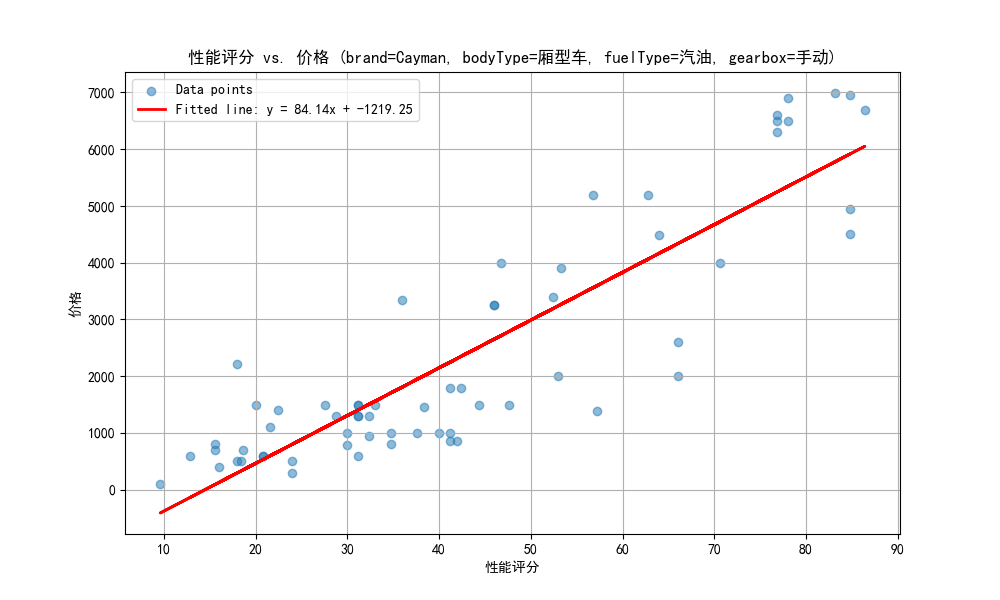 性能评分 vs. 价格 (brand=Cayman, bodyType=厢型车, fuelType=汽油, gearbox=手动)
Data points
Fitted line: y = 84.14x + -1219.25
7000
6000
5000
4000
3000
2000
1000
0
价格
10 20 30 40 50 60 70 80 90
性能评分